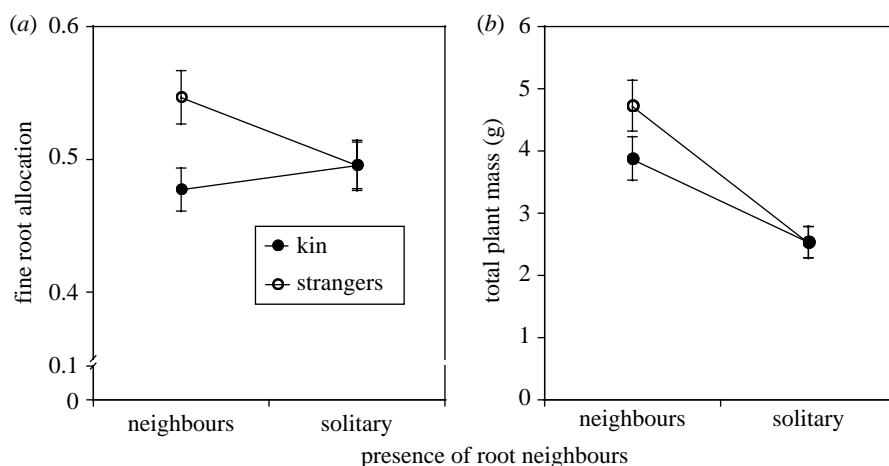 (a)
0.6
0.5
0.4
0.1
0
fine root allocation
kin
strangers
neighbours
solitary
(b)
6
5
4
3
2
1
0
total plant mass (g)
neighbours
solitary
presence of root neighbours